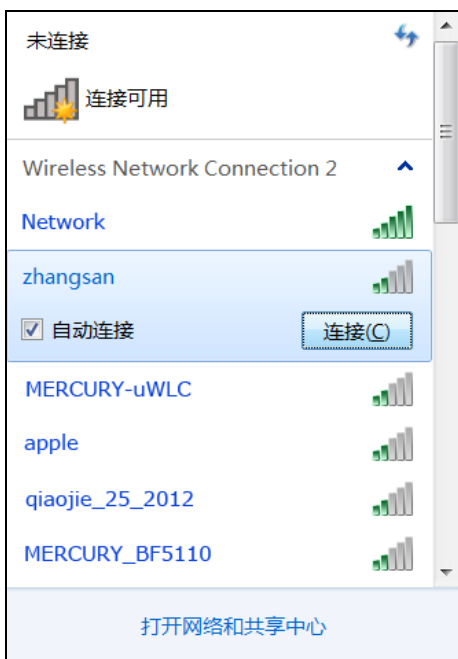 未连接
连接可用
Wireless Network Connection 2
Network
zhangsan
自动连接
连接(C)
MERCURY-uWLC
apple
qiaojie_25_2012
MERCURY_BF5110
打开网络和共享中心